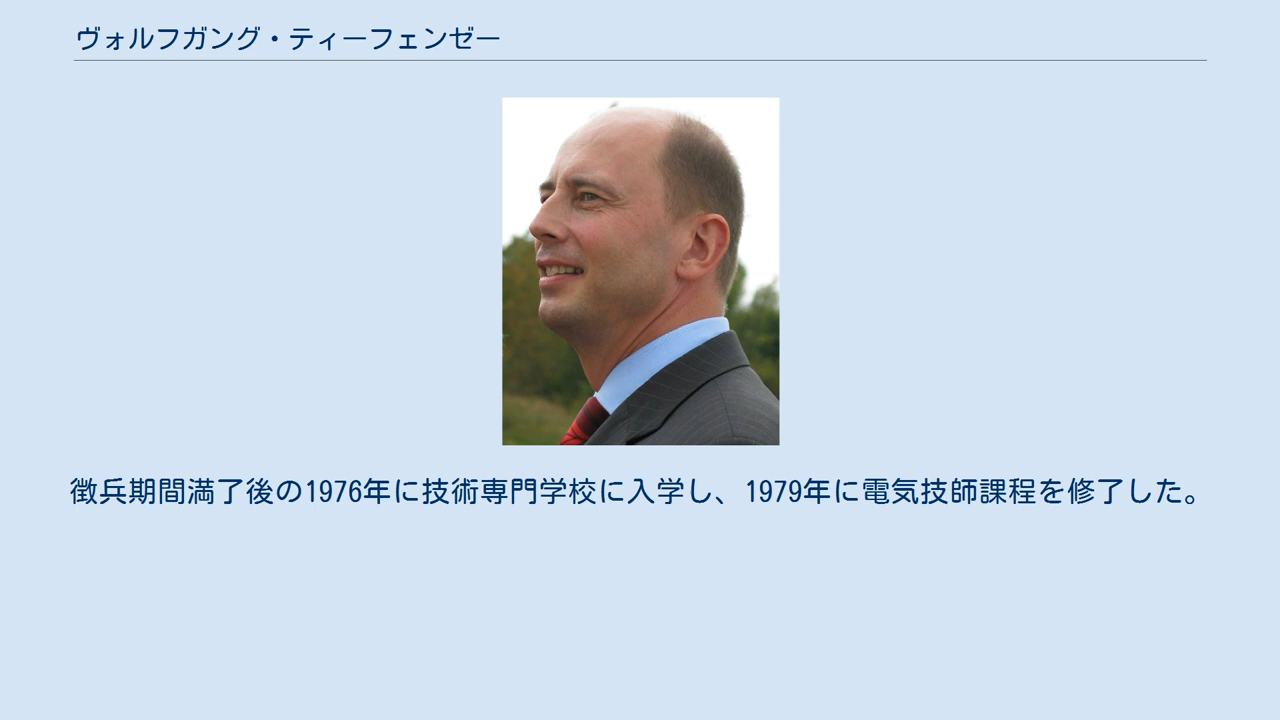 ヴォルフガング・ティーフェンゼー
徴兵期間満了後の1976年に技術専門学校に入学し、1979年に電気技師課程を修了した。